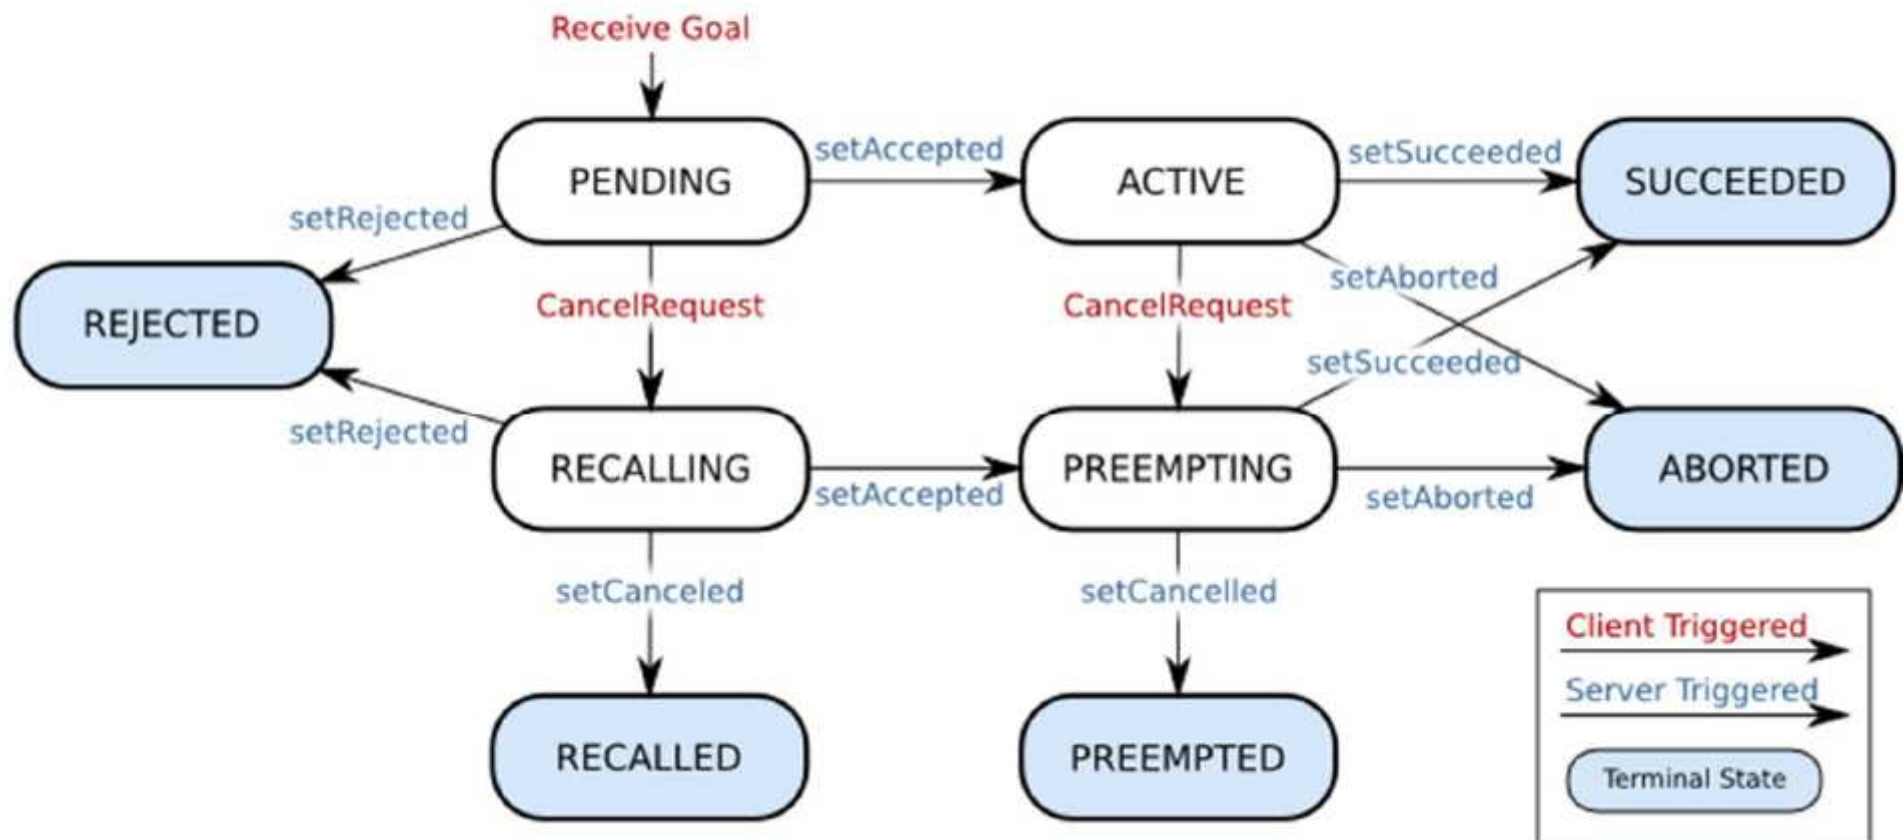 Receive Goal
PENDING
setAccepted
ACTIVE
setSucceeded
SUCCEEDED
setRejected
REJECTED
CancelRequest
CancelRequest
setAborted
setSucceeded
setRejected
RECALLING
setAccepted
PREEMPTING
setAborted
ABORTED
setCanceled
setCancelled
RECALLED
PREEMPTED
Client Triggered
Server Triggered
Terminal State